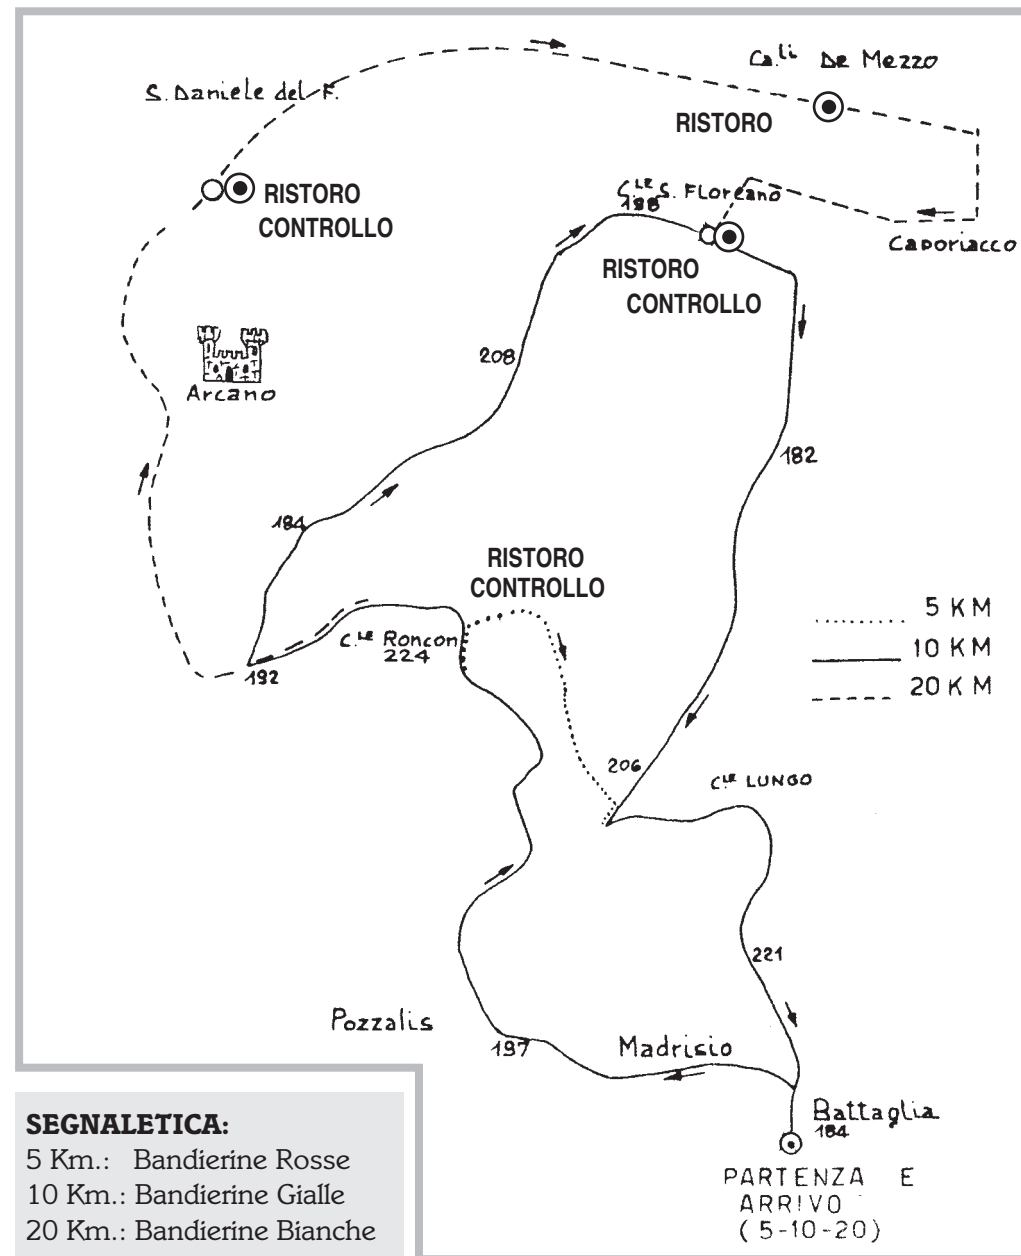 Ca.li De Mezzo
S. Daniele del F.
RISTORO
RISTORO
CONTROLLO
C.LE S. Floreano
198
Caporiacco
RISTORO
CONTROLLO
208
Arcano
182
184
RISTORO
CONTROLLO
5 KM
C.LE Roncon
224
10 KM
192
20 KM
206
C.LE LUNGO
221
Pozzalis
197
Madrisio
Battaglia
184
PARTENZA E
ARRIVO
(5-10-20)
SEGNALETICA:
5 Km.: Bandierine Rosse
10 Km.: Bandierine Gialle
20 Km.: Bandierine Bianche